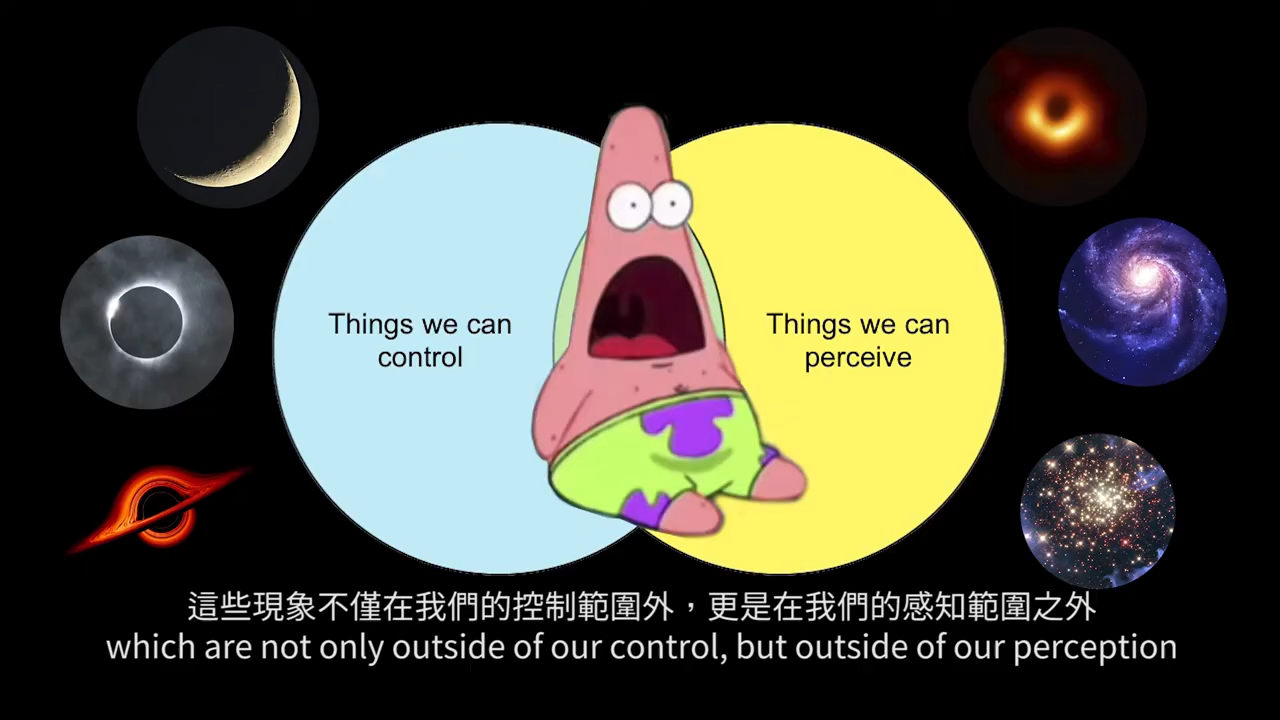 Things we can
control
Things we can
perceive
這些現象不僅在我們的控制範圍外，更是在我們的感知範圍之外
which are not only outside of our control, but outside of our perception